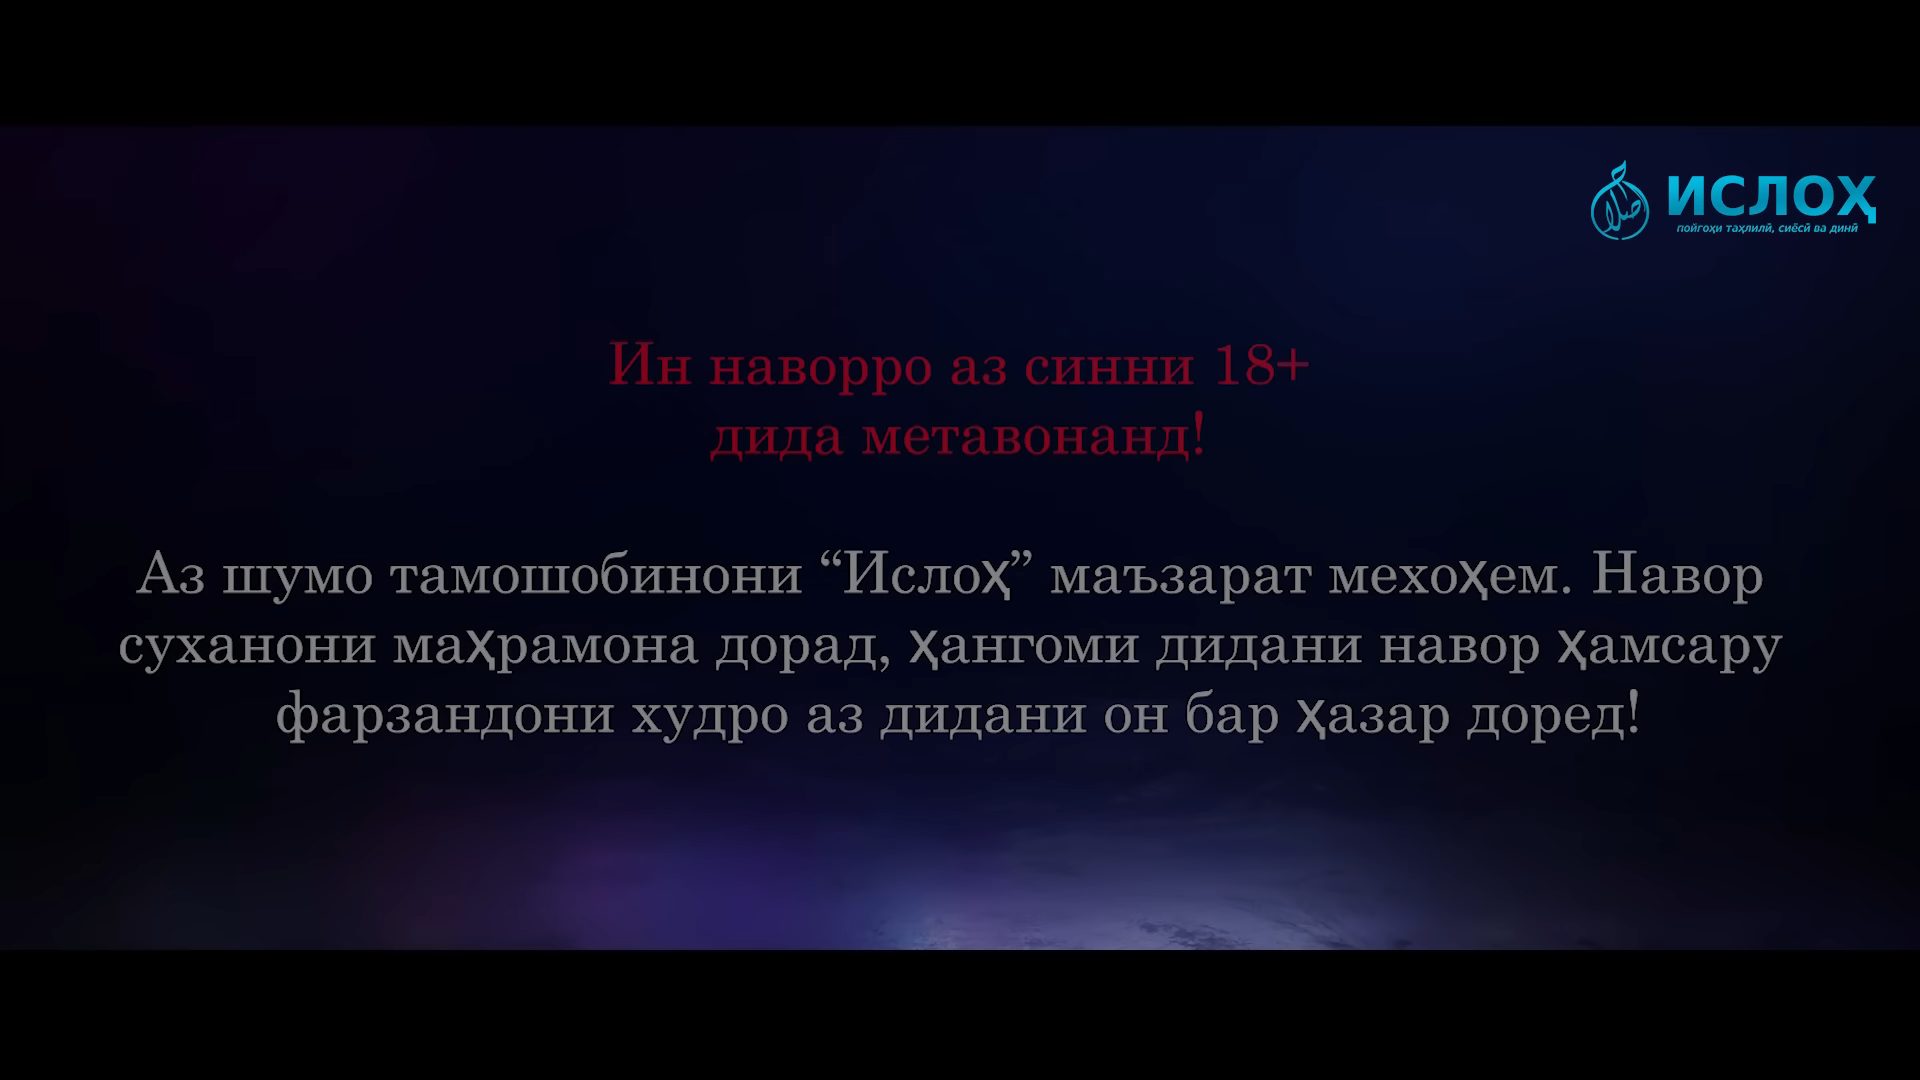 ИСЛОҲ
пойгоҳи таҳлилӣ, сиёсӣ ва динӣ
Ин наворро аз синни 18+
дида метавонанд!
Аз шумо тамошобинони “Ислоҳ” маъзарат мехоҳем. Навор
суханони маҳрамона дорад, ҳангоми дидани навор ҳамсару
фарзандони худро аз дидани он бар ҳазар доред!